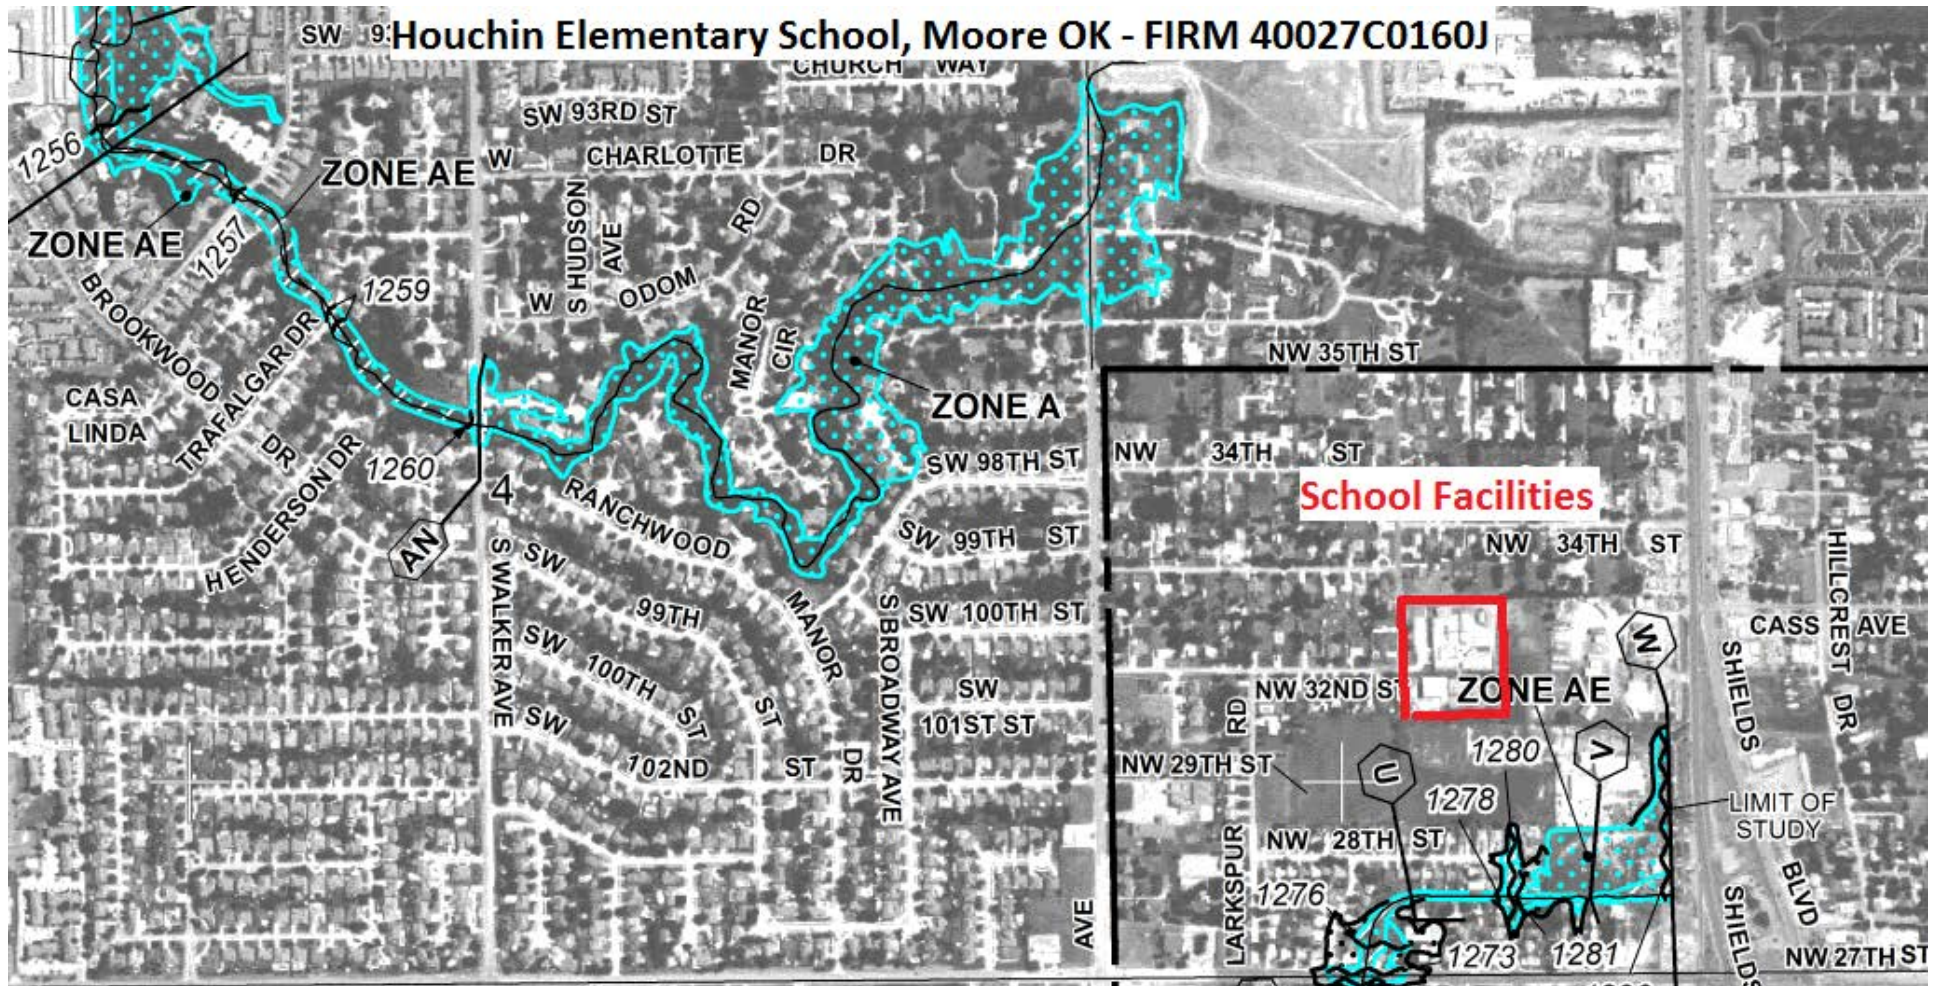 SW 93
Houchin Elementary School, Moore OK - FIRM 40027C0160J
CHURCH WAY
SW 93RD ST
1256
ZONE AE
W CHARLOTTE DR
S HUDSON AVE
RD
ZONE AE
1257
1259
W ODOM
BROOKWOOD
DR
TRAFALGAR DR
MANOR CIR
NW 35TH ST
CASA LINDA
ZONE A
HENDERSON DR
1260
SW 98TH ST
NW 34TH ST
4
AN
RANCHWOOD
MANOR
DR
School Facilities
SW 99TH ST
NW 34TH ST
S WALKER AVE
SW 99TH ST
S BROADWAY AVE
SW 100TH ST
HILLCREST DR
CASS AVE
W
SW 100TH ST
SW 101ST ST
NW 32ND ST
ZONE AE
SHIELDS
BLVD
SW 102ND ST
NW 29TH ST
LARKSPUR RD
U
V
1280
1278
LIMIT OF STUDY
NW 28TH ST
1276
AVE
1273
1281
SHIELDS
NW 27TH ST